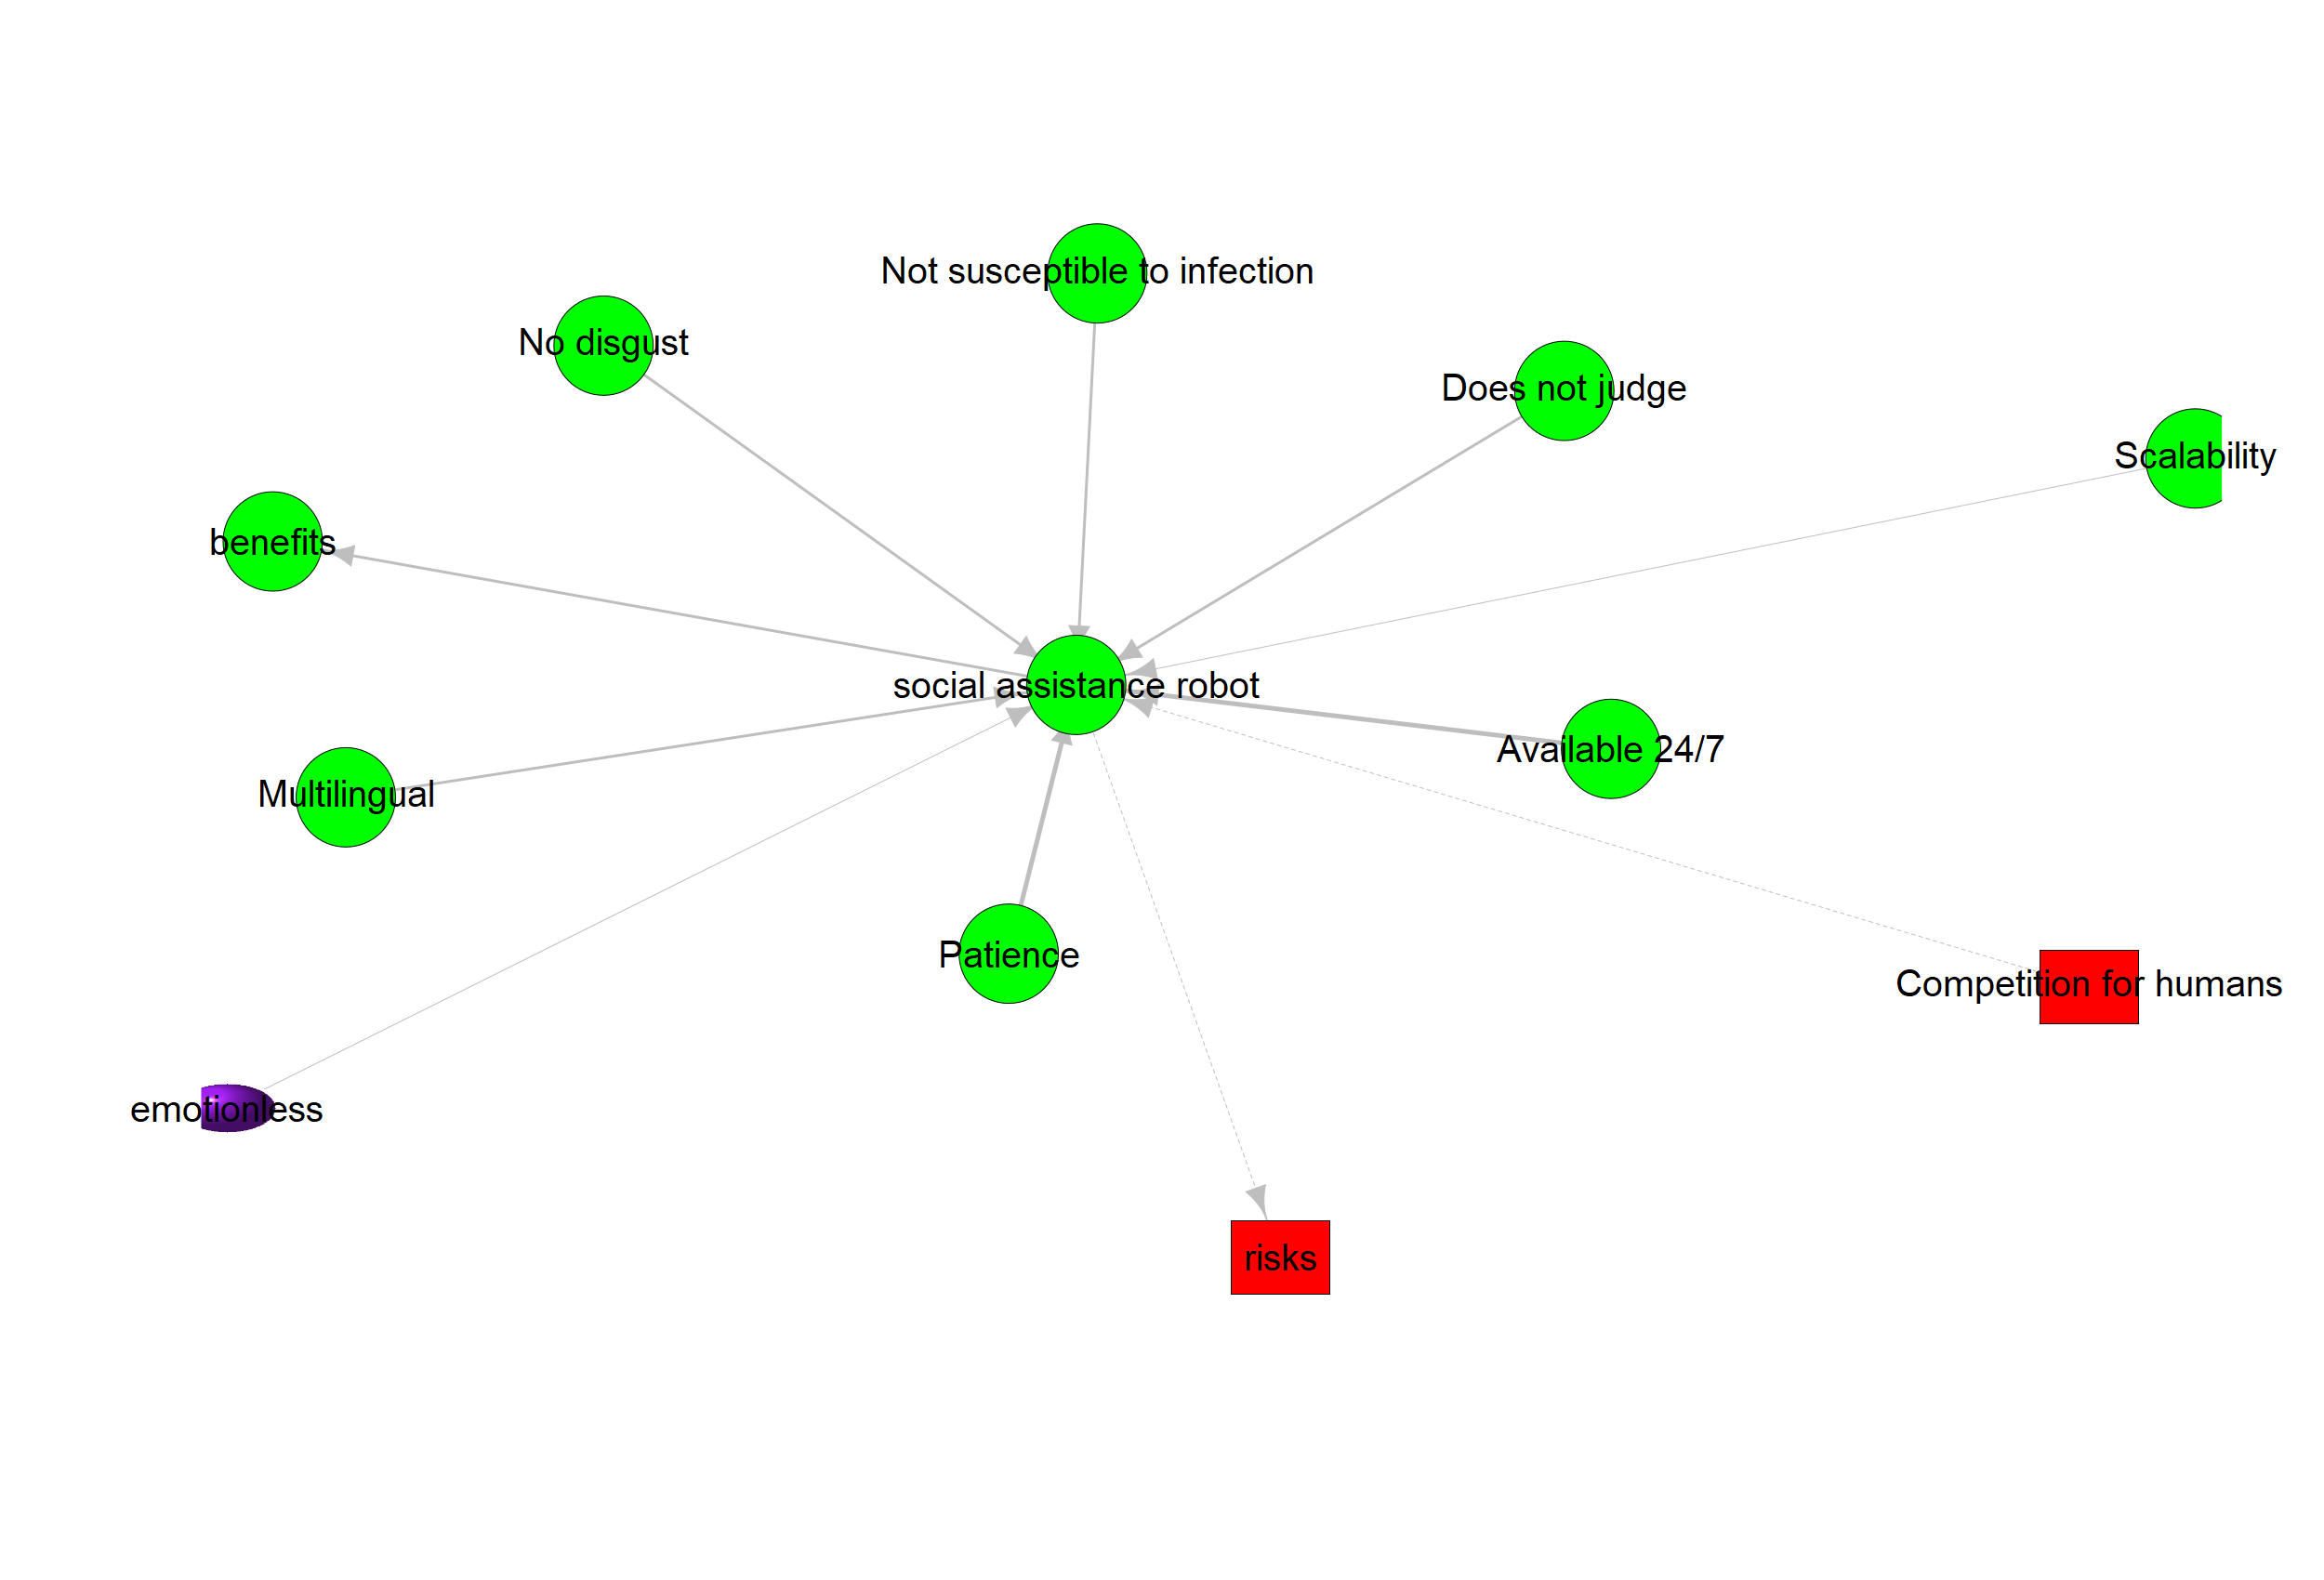 Not susceptible to infection
No disgust
Does not judge
Scalability
benefits
social assistance robot
Available 24/7
Multilingual
Patience
Competition for humans
emotionless
risks